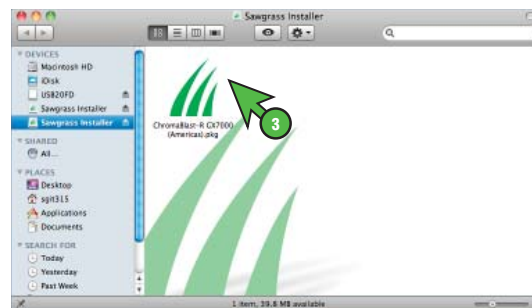 Sawgrass Installer
DEVICES
Macintosh HD
iDisk
USB20FD
Sawgrass Installer
Sawgrass Installer
SHARED
All...
PLACES
Desktop
sgit315
Applications
Documents
SEARCH FOR
Today
Yesterday
Past Week
ChromaBlast-R GX7000
(Americas).pkg
3
1 item, 39.8 MB available